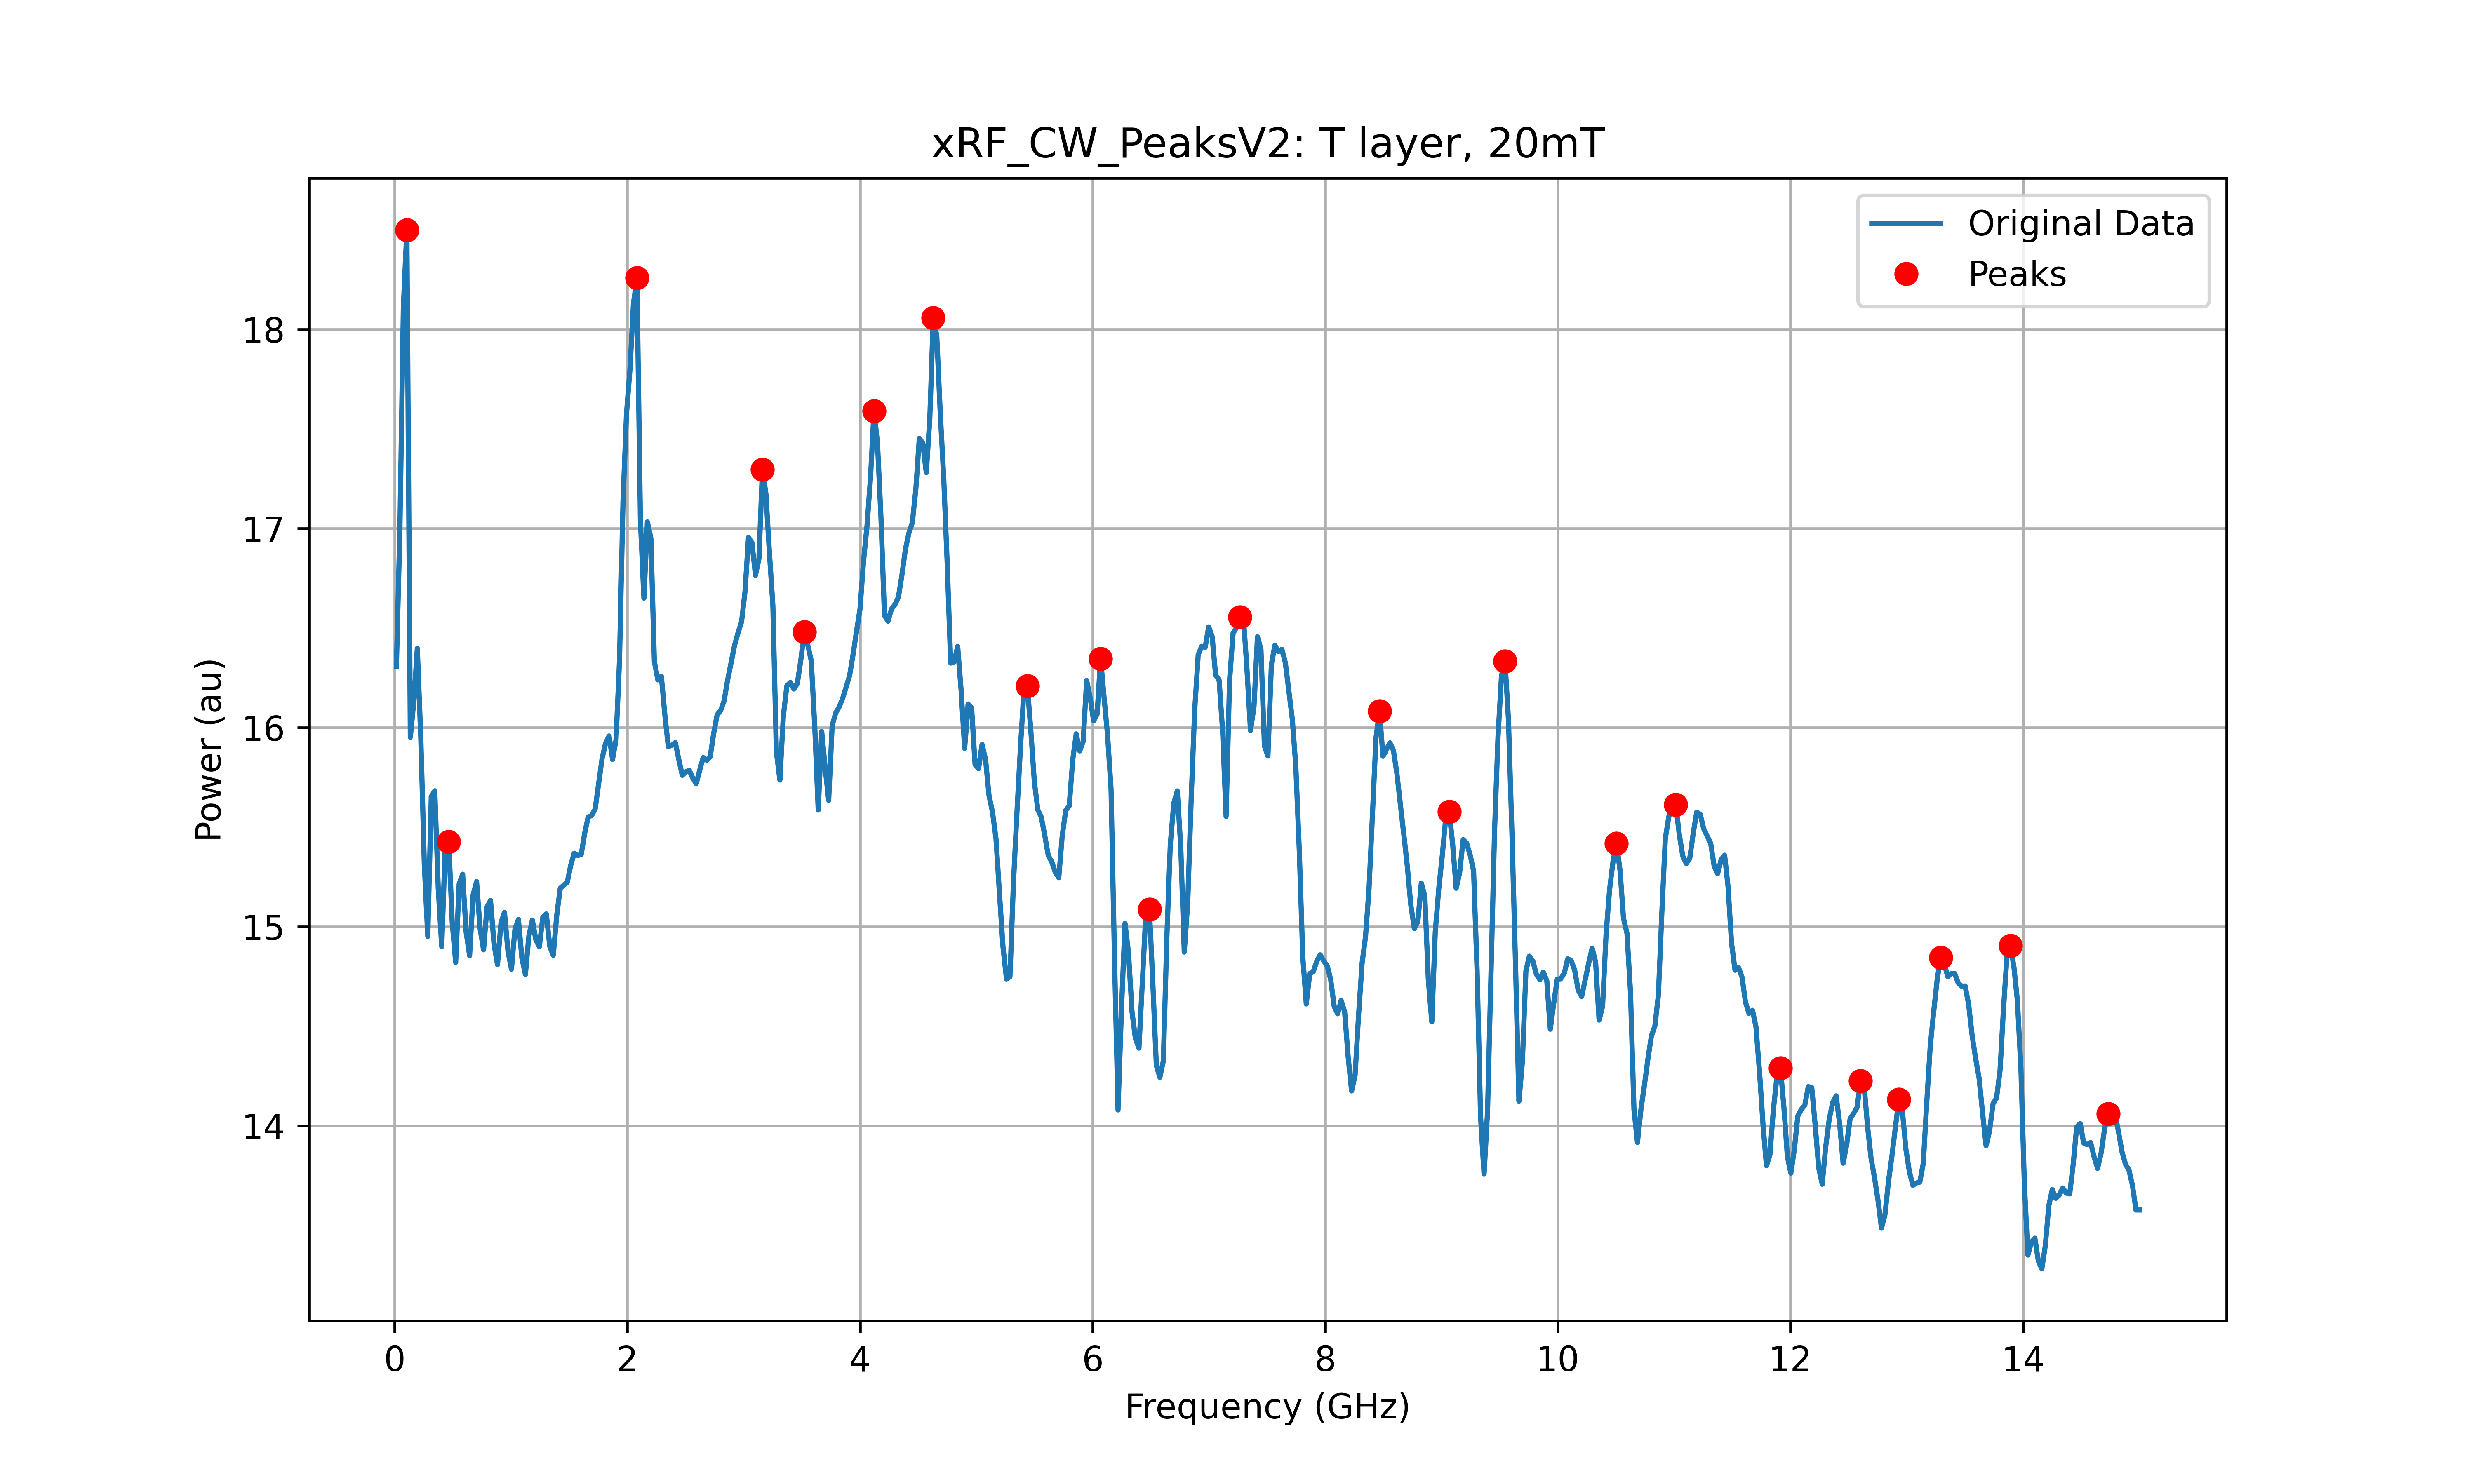 xRF_CW_PeaksV2: T layer, 20mT
Original Data
Peaks
18
17
16
15
14
Power (au)
0 2 4 6 8 10 12 14
Frequency (GHz)